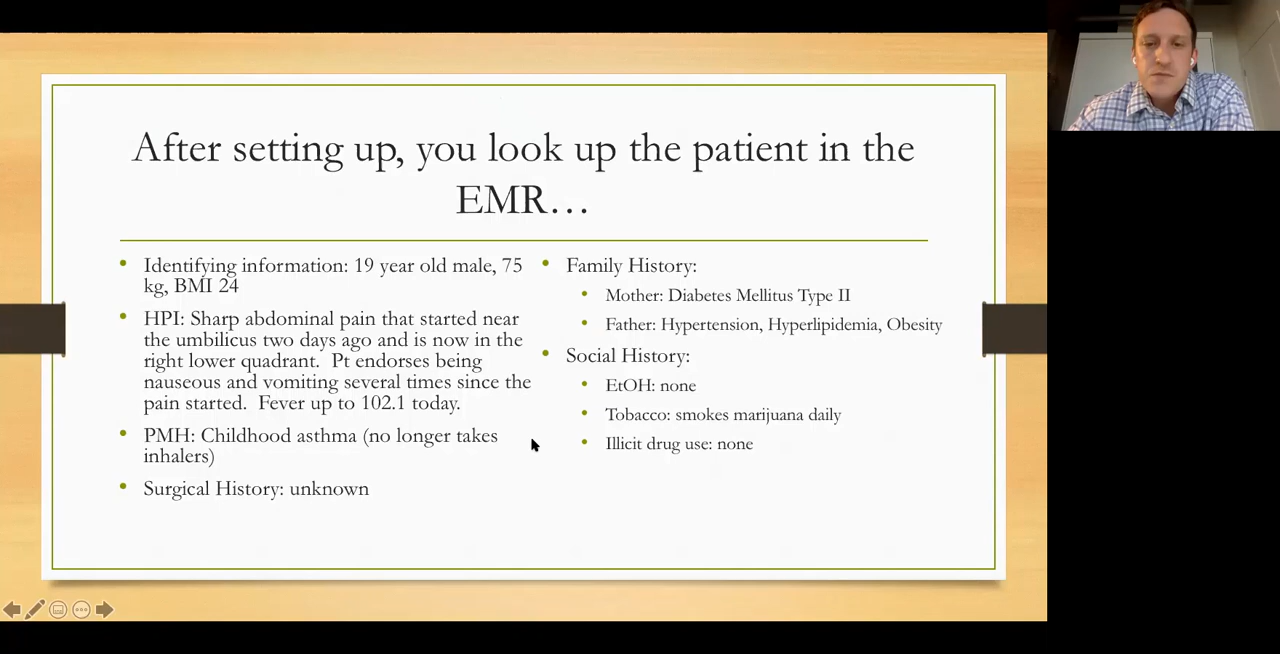 After setting up, you look up the patient in the
EMR…
• Identifying information: 19 year old male, 75
kg, BMI 24
• HPI: Sharp abdominal pain that started near
the umbilicus two days ago and is now in the
right lower quadrant.  Pt endorses being
nauseous and vomiting several times since the
pain started.  Fever up to 102.1 today.
• PMH: Childhood asthma (no longer takes
inhalers)
• Surgical History: unknown
• Family History:
• Mother: Diabetes Mellitus Type II
• Father: Hypertension, Hyperlipidemia, Obesity
• Social History:
• EtOH: none
• Tobacco: smokes marijuana daily
• Illicit drug use: none